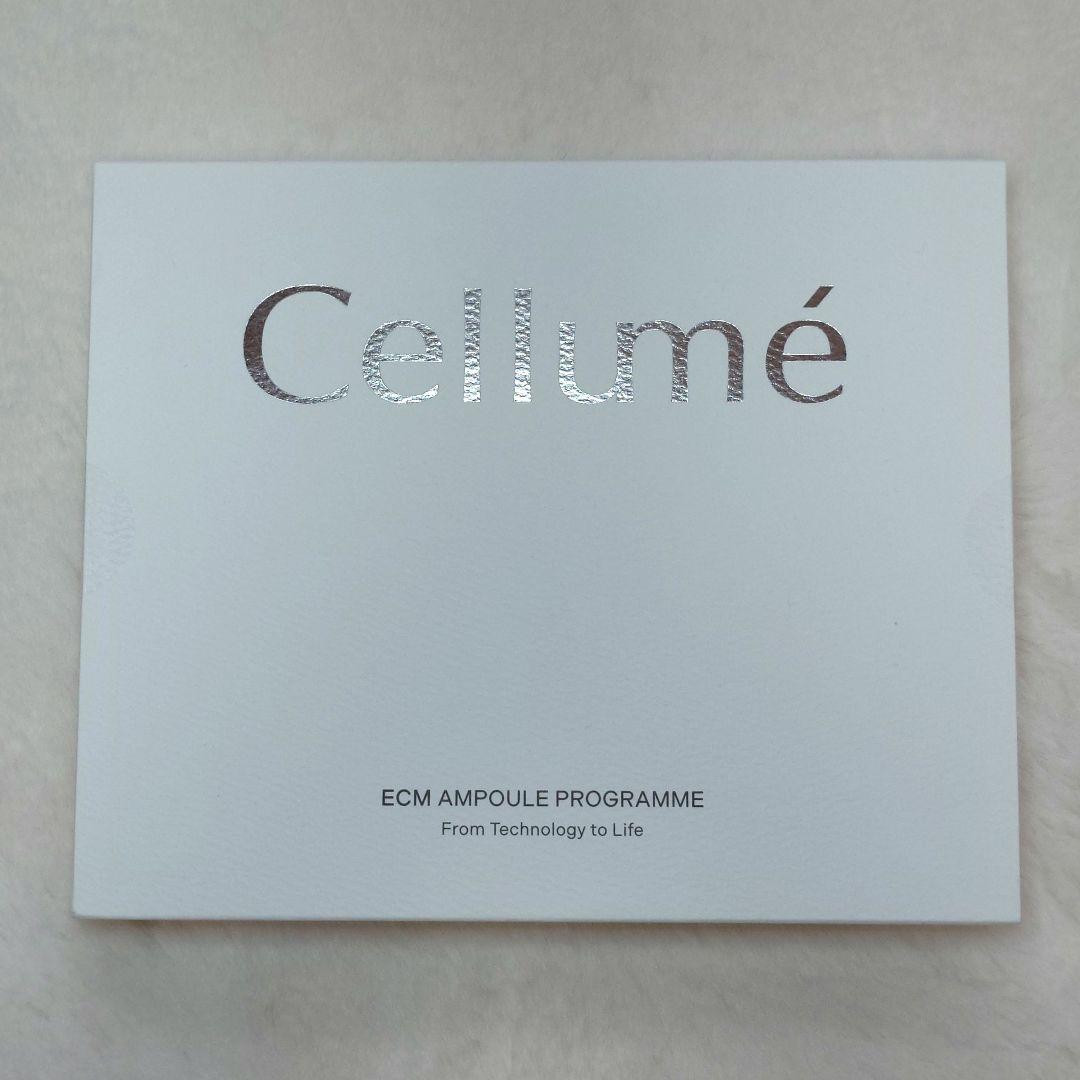 Cellumé
ECM AMPOULE PROGRAMME
From Technology to Life